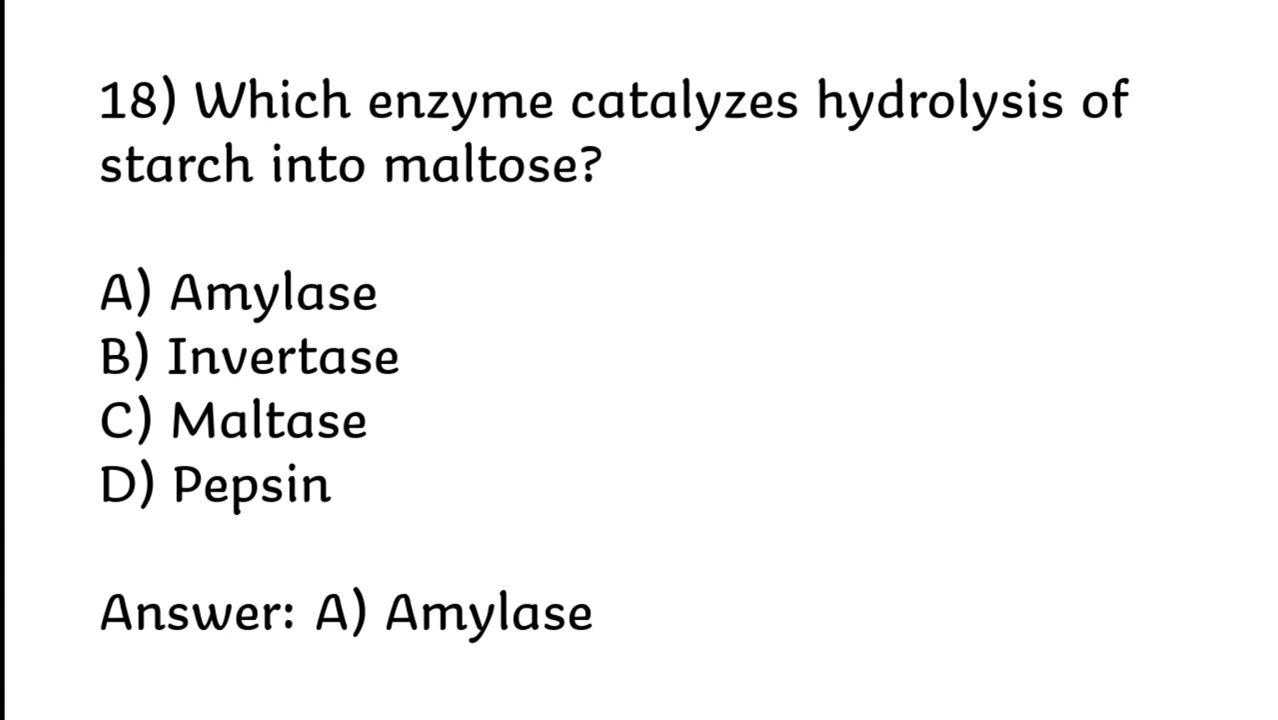 18) Which enzyme catalyzes hydrolysis of
starch into maltose?
A) Amylase
B) Invertase
C) Maltase
D) Pepsin
Answer: A) Amylase